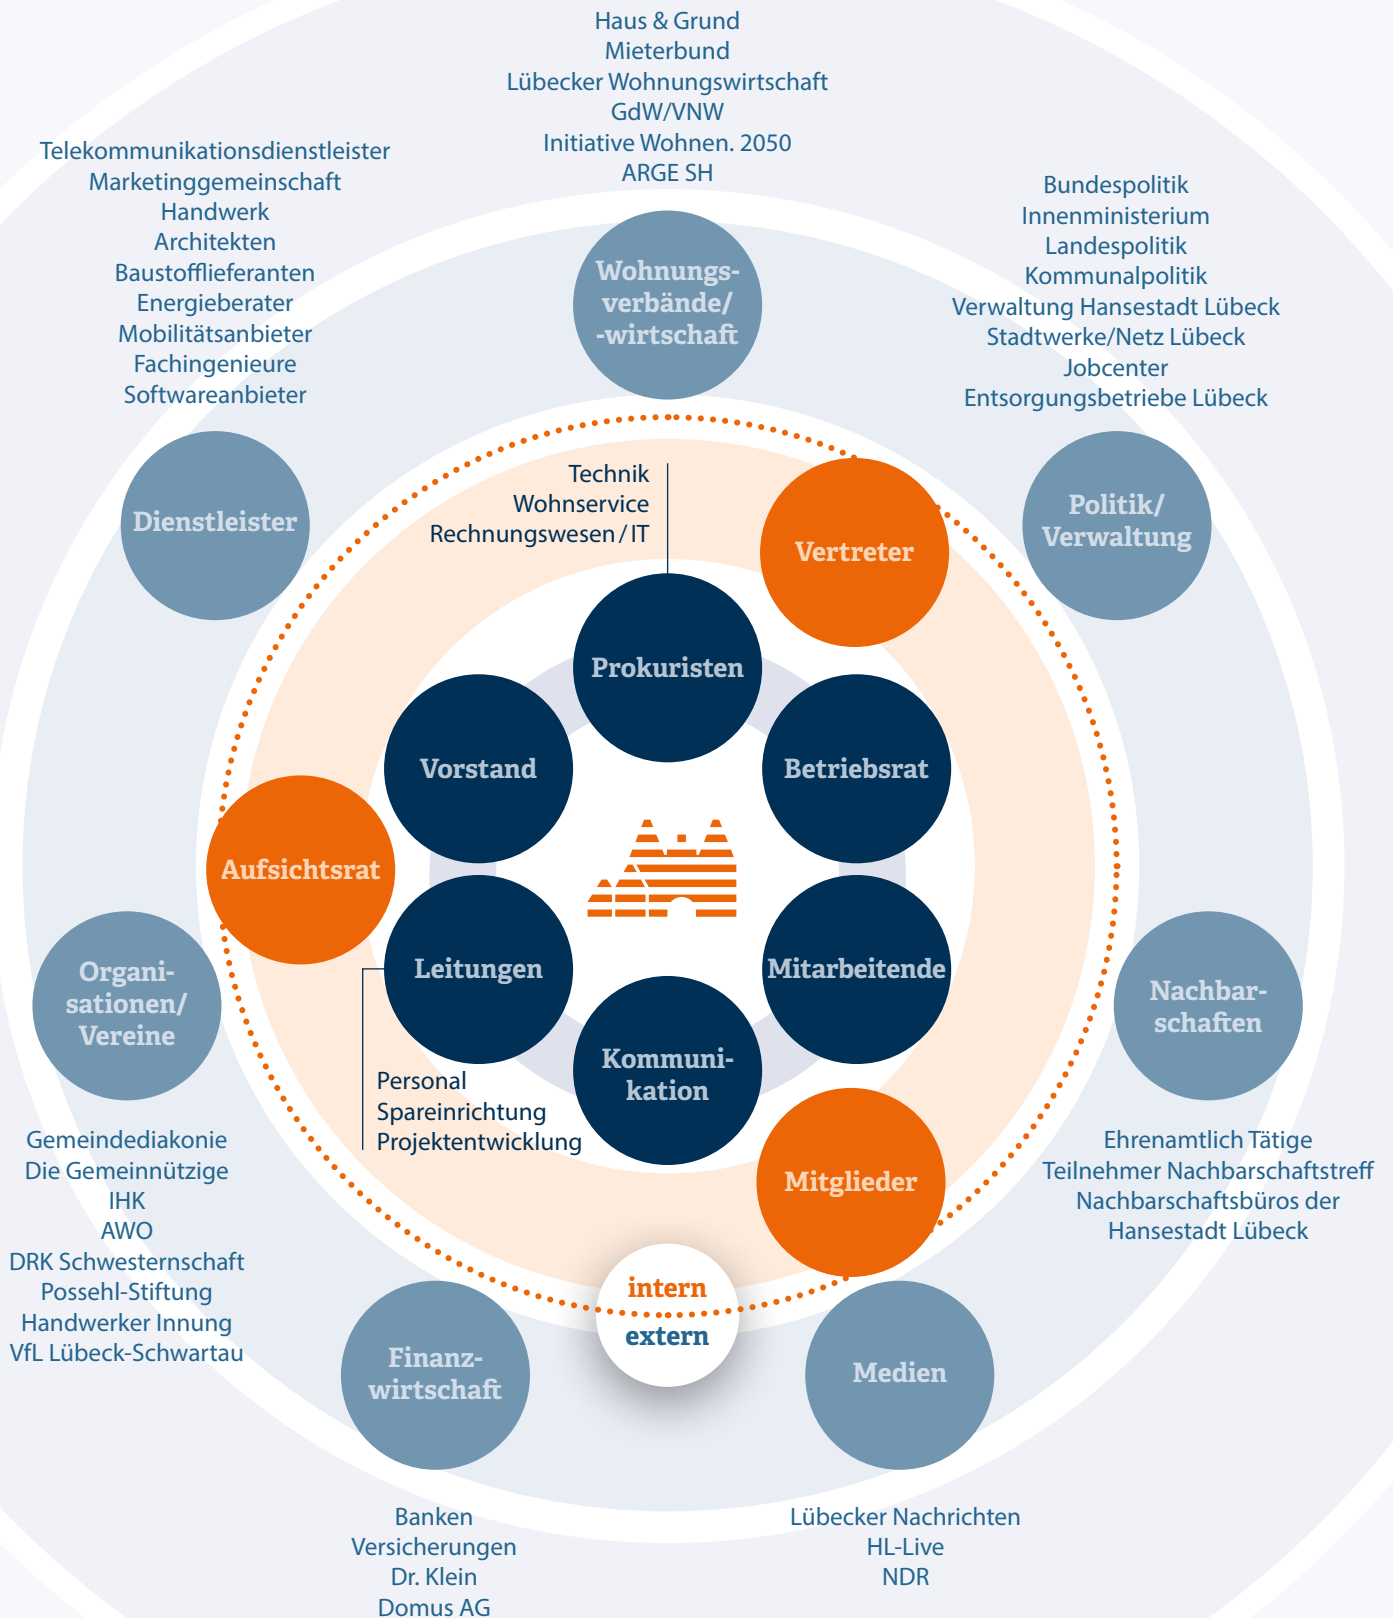 Haus & Grund
Mieterbund
Lübecker Wohnungswirtschaft
GdW/VNW
Initiative Wohnen. 2050
ARGE SH
Wohnungs-
verbände/
-wirtschaft
Telekommunikationsdienstleister
Marketinggemeinschaft
Handwerk
Architekten
Baustofflieferanten
Energieberater
Mobilitätsanbieter
Fachingenieure
Softwareanbieter
Dienstleister
Bundespolitik
Innenministerium
Landespolitik
Kommunalpolitik
Verwaltung Hansestadt Lübeck
Stadtwerke/Netz Lübeck
Jobcenter
Entsorgungsbetriebe Lübeck
Politik/
Verwaltung
Technik
Wohnservice
Rechnungswesen/IT
Vertreter
Prokuristen
Vorstand
Betriebsrat
Aufsichtsrat
Leitungen
Mitarbeitende
Kommuni-
kation
Personal
Spareinrichtung
Projektentwicklung
Mitglieder
Organi-
sationen/
Vereine
Gemeindediakonie
Die Gemeinnützige
IHK
AWO
DRK Schwesternschaft
Possehl-Stiftung
Handwerker Innung
VfL Lübeck-Schwartau
Nachbar-
schaften
Ehrenamtlich Tätige
Teilnehmer Nachbarschaftstreff
Nachbarschaftsbüros der
Hansestadt Lübeck
intern
extern
Finanz-
wirtschaft
Banken
Versicherungen
Dr. Klein
Domus AG
Medien
Lübecker Nachrichten
HL-Live
NDR